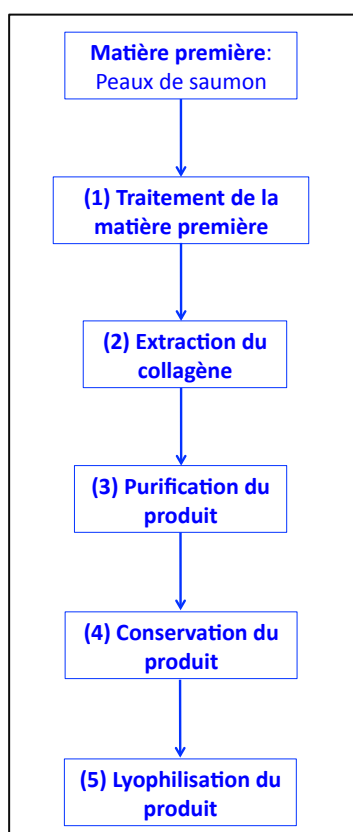 Matière première:
Peaux de saumon
(1) Traitement de la
matière première
(2) Extraction du
collagène
(3) Purification du
produit
(4) Conservation du
produit
(5) Lyophilisation du
produit